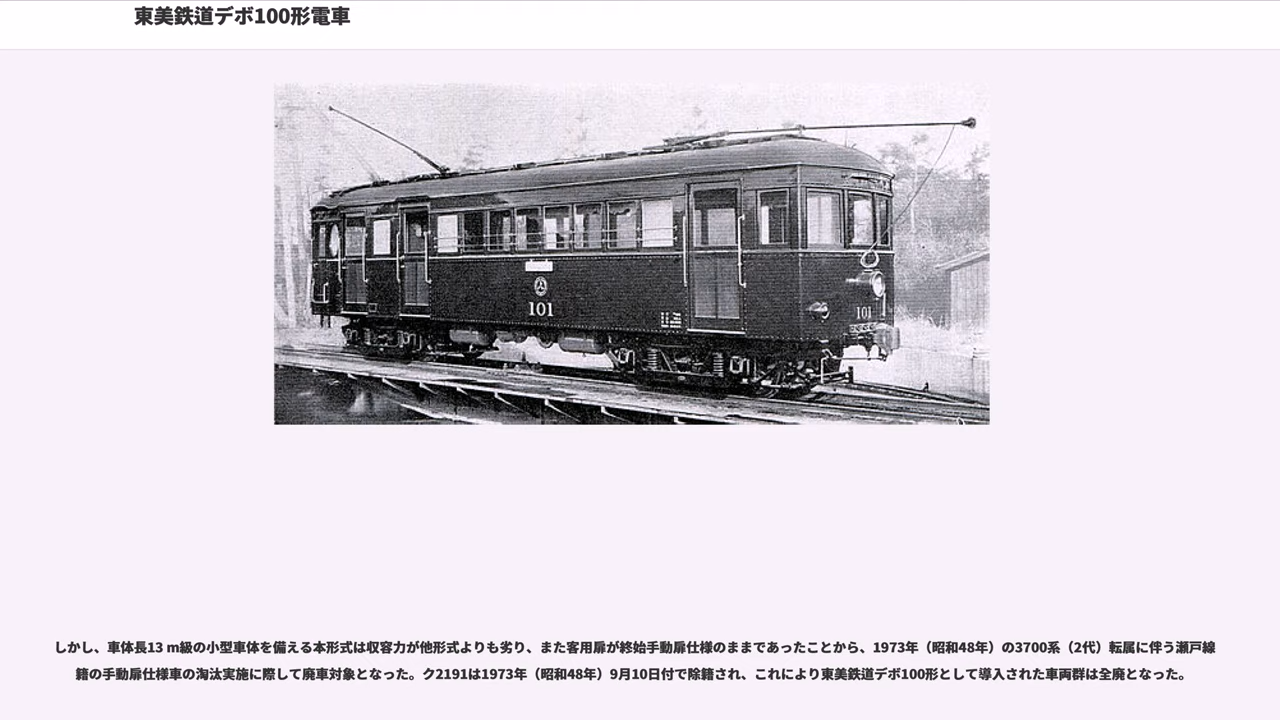 東美鉄道デボ100形電車
101
101
しかし、車体長13 m級の小型車体を備える本形式は収容力が他形式よりも劣り、また客用扉が終始手動扉仕様のままであったことから、1973年（昭和48年）の3700系（2代）転属に伴う瀬戸線
籍の手動扉仕様車の淘汰実施に際して廃車対象となった。ク2191は1973年（昭和48年）9月10日付で除籍され、これにより東美鉄道デボ100形として導入された車両群は全廃となった。